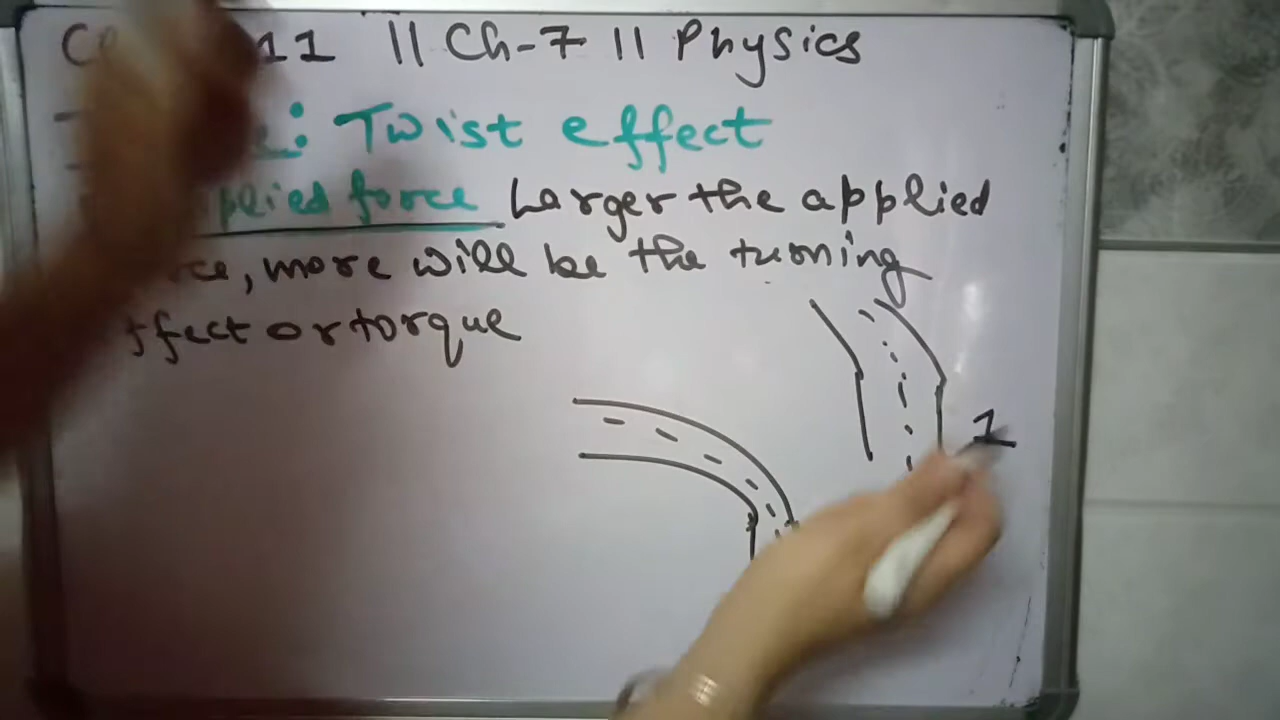 11 || Ch-7 || Physics
: Twist effect
plied force Larger the applied
ce, more will be the turning
ffect or torque
1